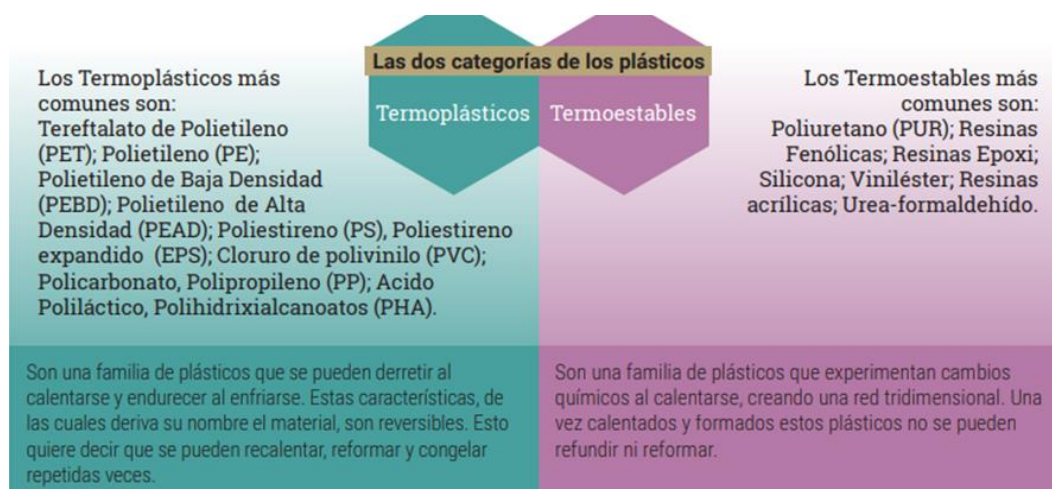 Las dos categorías de los plásticos
Termoplásticos
Termoestables
Los Termoplásticos más
comunes son:
Tereftalato de Polietileno
(PET); Polietileno (PE);
Polietileno de Baja Densidad
(PEBD); Polietileno de Alta
Densidad (PEAD); Poliestireno (PS), Poliestireno
expandido (EPS); Cloruro de polivinilo (PVC);
Policarbonato, Polipropileno (PP); Acido
Poliláctico, Polihidrixialcanoatos (PHA).
Los Termoestables más
comunes son:
Poliuretano (PUR); Resinas
Fenólicas; Resinas Epoxi;
Silicona; Viniléster; Resinas
acrílicas; Urea-formaldehído.
Son una familia de plásticos que se pueden derretir al
calentarse y endurecer al enfriarse. Estas características, de
las cuales deriva su nombre el material, son reversibles. Esto
quiere decir que se pueden recalentar, reformar y congelar
repetidas veces.
Son una familia de plásticos que experimentan cambios
químicos al calentarse, creando una red tridimensional. Una
vez calentados y formados estos plásticos no se pueden
refundir ni reformar.